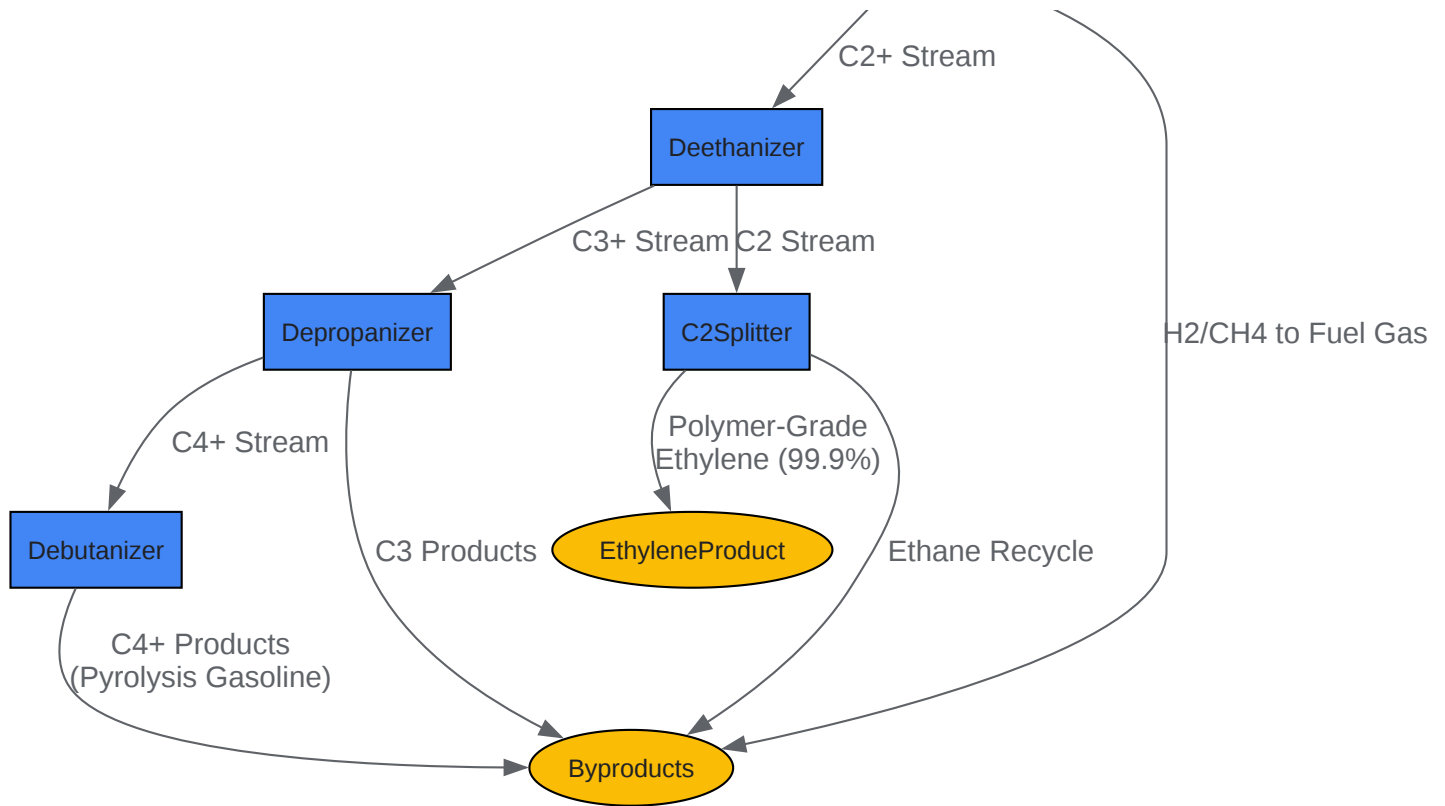 C2+ Stream
Deethanizer
C3+ Stream
C2 Stream
Depropanizer
C2Splitter
H2/CH4 to Fuel Gas
Polymer-Grade
Ethylene (99.9%)
C4+ Stream
Debutanizer
C3 Products
EthyleneProduct
Ethane Recycle
C4+ Products
(Pyrolysis Gasoline)
Byproducts